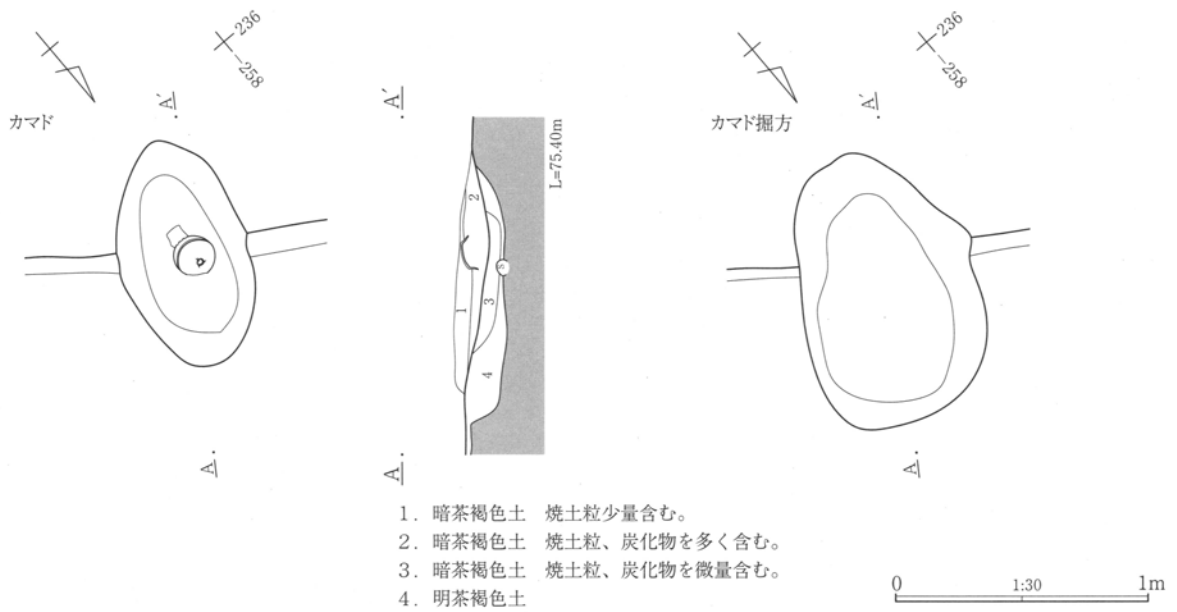 236
-258
A'
カマド
A
A'
L=75.40m
2
1
3
S
4
A
236
-258
A'
カマド掘方
A
1. 暗茶褐色土 焼土粒少量含む。
2. 暗茶褐色土 焼土粒、炭化物を多く含む。
3. 暗茶褐色土 焼土粒、炭化物を微量含む。
4. 明茶褐色土
0 1:30 1m